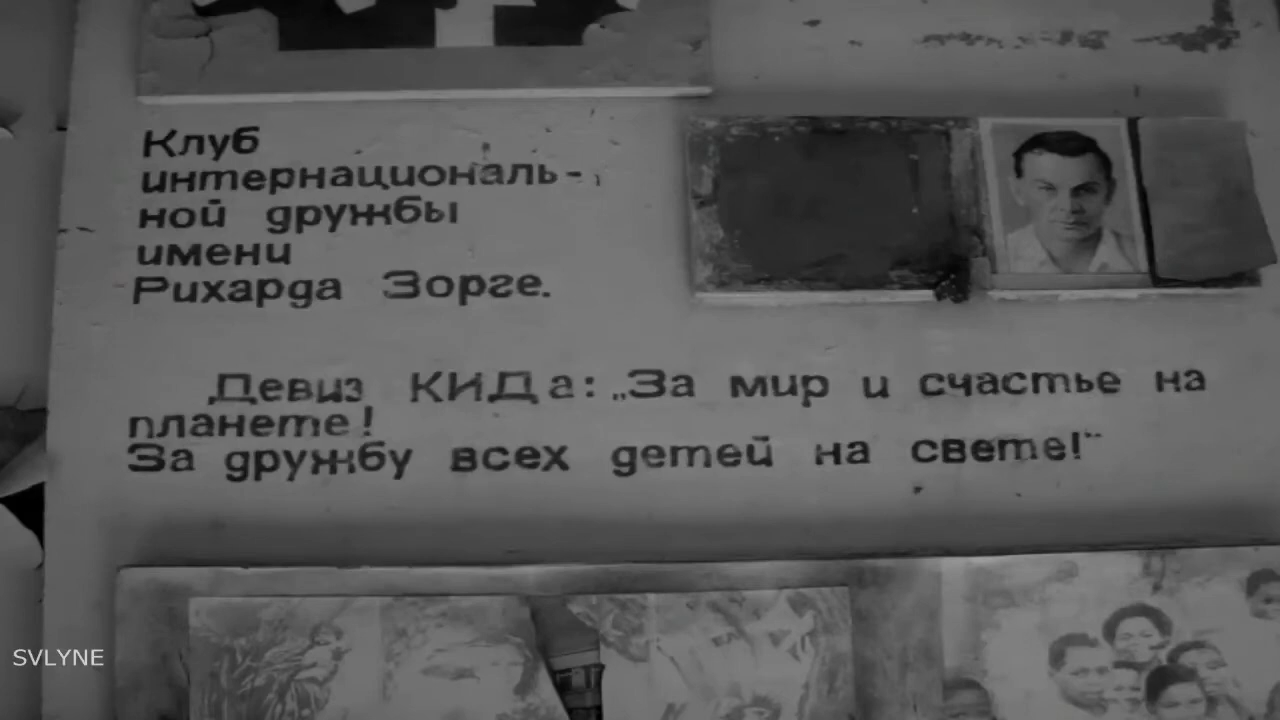 Клуб
интернациональ-
ной дружбы
имени
Рихарда Зорге.
Девиз КИДа: „За мир и счастье на
планете!
За дружбу всех детей на свете!“
SVLYNE